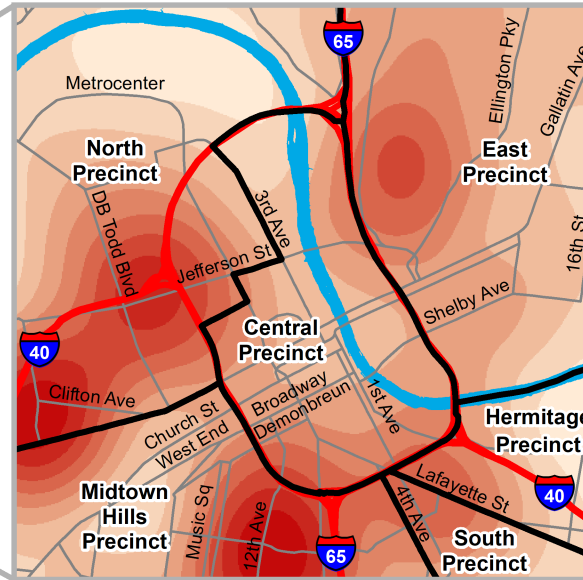 65
Ellington Pky
Gallatin Ave
Metrocenter
North
Precinct
East
Precinct
DB Todd Blvd
3rd Ave
16th St
Jefferson St
Shelby Ave
Central
Precinct
40
Clifton Ave
Broadway
Demonbreun
1st Ave
Church St
West End
Hermitage
Precinct
Midtown
Hills
Precinct
Music Sq
12th Ave
Lafayette St
4th Ave
40
65
South
Precinct